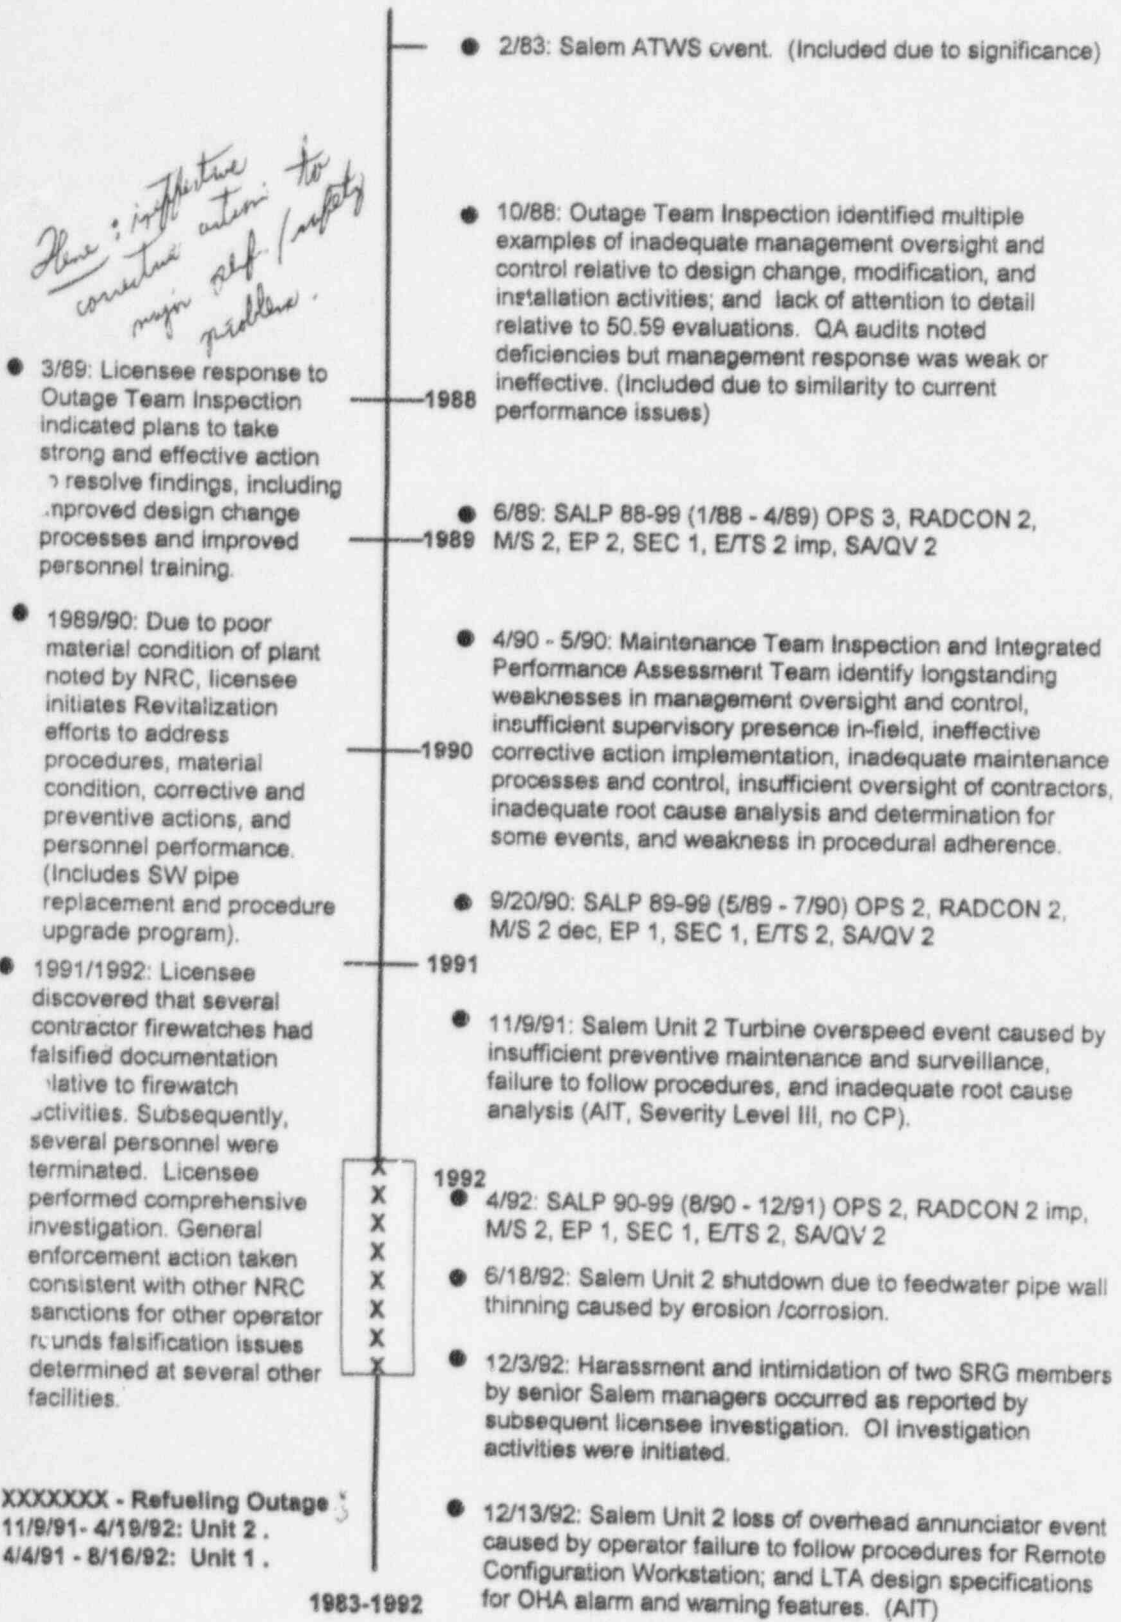 2/83: Salem ATWS event. (Included due to significance)
Theme : ineffective
corrective action to
major ref. / safety
problem.
10/88: Outage Team Inspection identified multiple
examples of inadequate management oversight and
control relative to design change, modification, and
installation activities; and lack of attention to detail
relative to 50.59 evaluations. QA audits noted
deficiencies but management response was weak or
ineffective. (Included due to similarity to current
performance issues)
3/89: Licensee response to
Outage Team Inspection
indicated plans to take
strong and effective action
resolve findings, including
nproved design change
processes and improved
personnel training.
1988
6/89: SALP 88-99 (1/88 - 4/89) OPS 3, RADCON 2,
M/S 2, EP 2, SEC 1, E/TS 2 imp, SA/QV 2
1989
1989/90: Due to poor
material condition of plant
noted by NRC, licensee
initiates Revitalization
efforts to address
procedures, material
condition, corrective and
preventive actions, and
personnel performance.
(Includes SW pipe
replacement and procedure
upgrade program).
4/90 - 5/90: Maintenance Team Inspection and Integrated
Performance Assessment Team identify longstanding
weaknesses in management oversight and control,
insufficient supervisory presence in-field, ineffective
corrective action implementation, inadequate maintenance
processes and control, insufficient oversight of contractors,
inadequate root cause analysis and determination for
some events, and weakness in procedural adherence.
1990
9/20/90: SALP 89-99 (5/89 - 7/90) OPS 2, RADCON 2,
M/S 2 dec, EP 1, SEC 1, E/TS 2, SA/QV 2
1991
1991/1992: Licensee
discovered that several
contractor firewatches had
falsified documentation
lative to firewatch
activities. Subsequently,
several personnel were
terminated. Licensee
performed comprehensive
investigation. General
enforcement action taken
consistent with other NRC
sanctions for other operator
rounds falsification issues
determined at several other
facilities.
11/9/91: Salem Unit 2 Turbine overspeed event caused by
insufficient preventive maintenance and surveillance,
failure to follow procedures, and inadequate root cause
analysis (AIT, Severity Level III, no CP).
X
X
X
X
X
X
X
X
1992
4/92: SALP 90-99 (8/90 - 12/91) OPS 2, RADCON 2 imp,
M/S 2, EP 1, SEC 1, E/TS 2, SA/QV 2
6/18/92: Salem Unit 2 shutdown due to feedwater pipe wall
thinning caused by erosion /corrosion.
12/3/92: Harassment and intimidation of two SRG members
by senior Salem managers occurred as reported by
subsequent licensee investigation. OI investigation
activities were initiated.
12/13/92: Salem Unit 2 loss of overhead annunciator event
caused by operator failure to follow procedures for Remote
Configuration Workstation; and LTA design specifications
for OHA alarm and warning features. (AIT)
XXXXXXX - Refueling Outage
11/9/91- 4/19/92: Unit 2 .
4/4/91 - 8/16/92: Unit 1 .
1983-1992